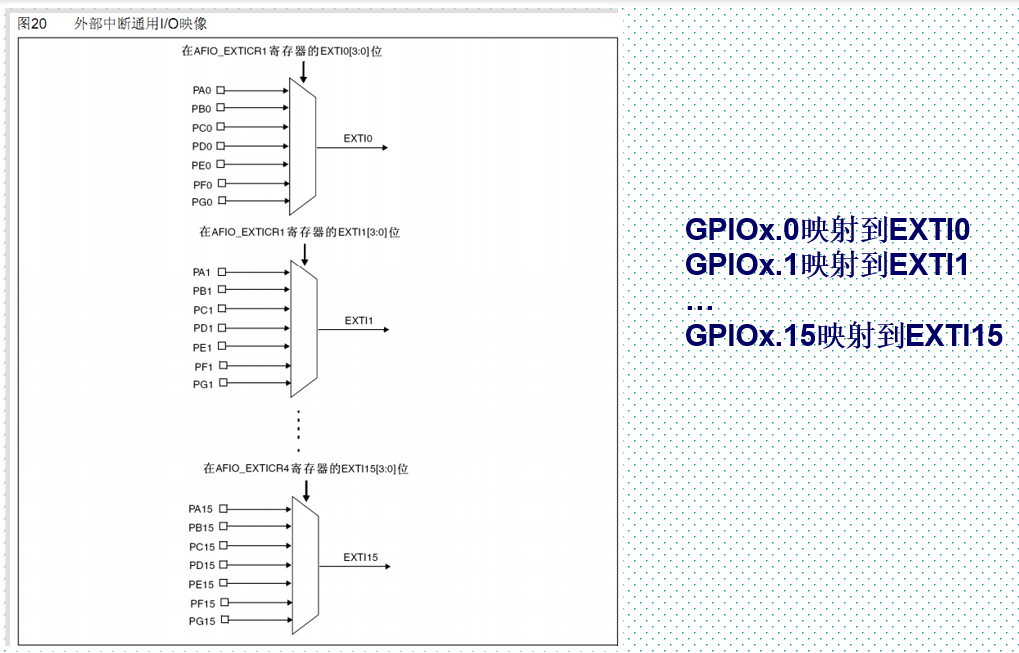 图20 外部中断通用I/O映像
在AFIO_EXTICR1寄存器的EXTI0[3:0]位
PA0
PB0
PC0
PD0
PE0
PF0
PG0
EXTI0
在AFIO_EXTICR1寄存器的EXTI1[3:0]位
PA1
PB1
PC1
PD1
PE1
PF1
PG1
EXTI1
在AFIO_EXTICR4寄存器的EXTI15[3:0]位
PA15
PB15
PC15
PD15
PE15
PF15
PG15
EXTI15
GPIOx.0映射到EXTI0
GPIOx.1映射到EXTI1
...
GPIOx.15映射到EXTI15